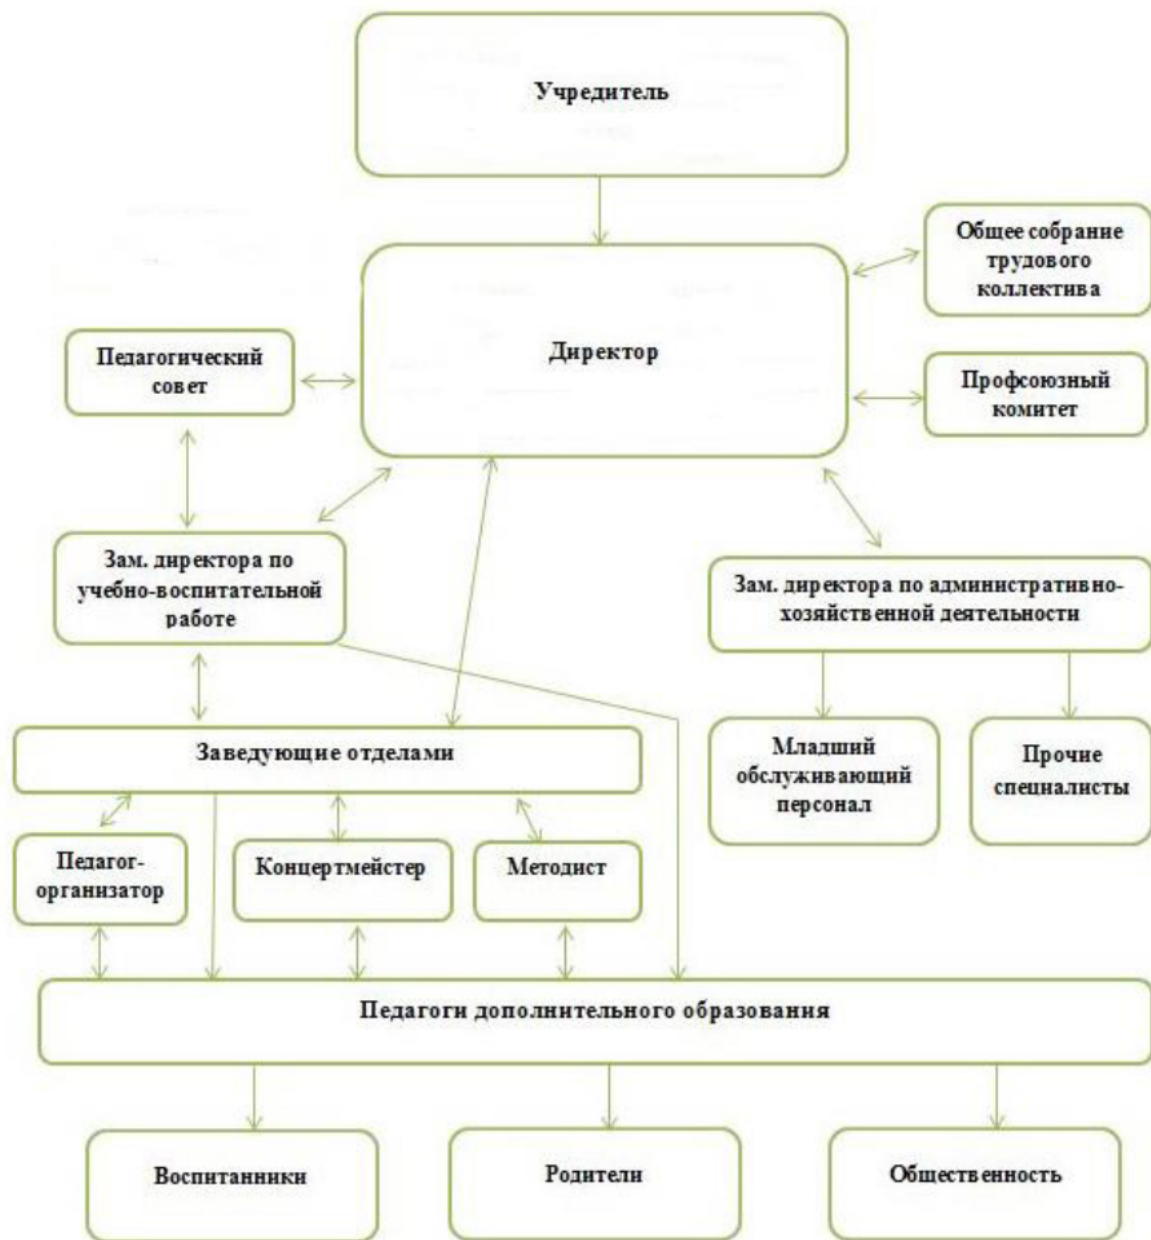 Учредитель
Общее собрание
трудового
коллектива
Директор
Педагогический
совет
Профсоюзный
комитет
Зам. директора по
учебно-воспитательной
работе
Зам. директора по административно-
хозяйственной деятельности
Заведующие отделами
Младший
обслуживающий
персонал
Прочие
специалисты
Педагог-
организатор
Концертмейстер
Методист
Педагоги дополнительного образования
Воспитанники
Родители
Общественность